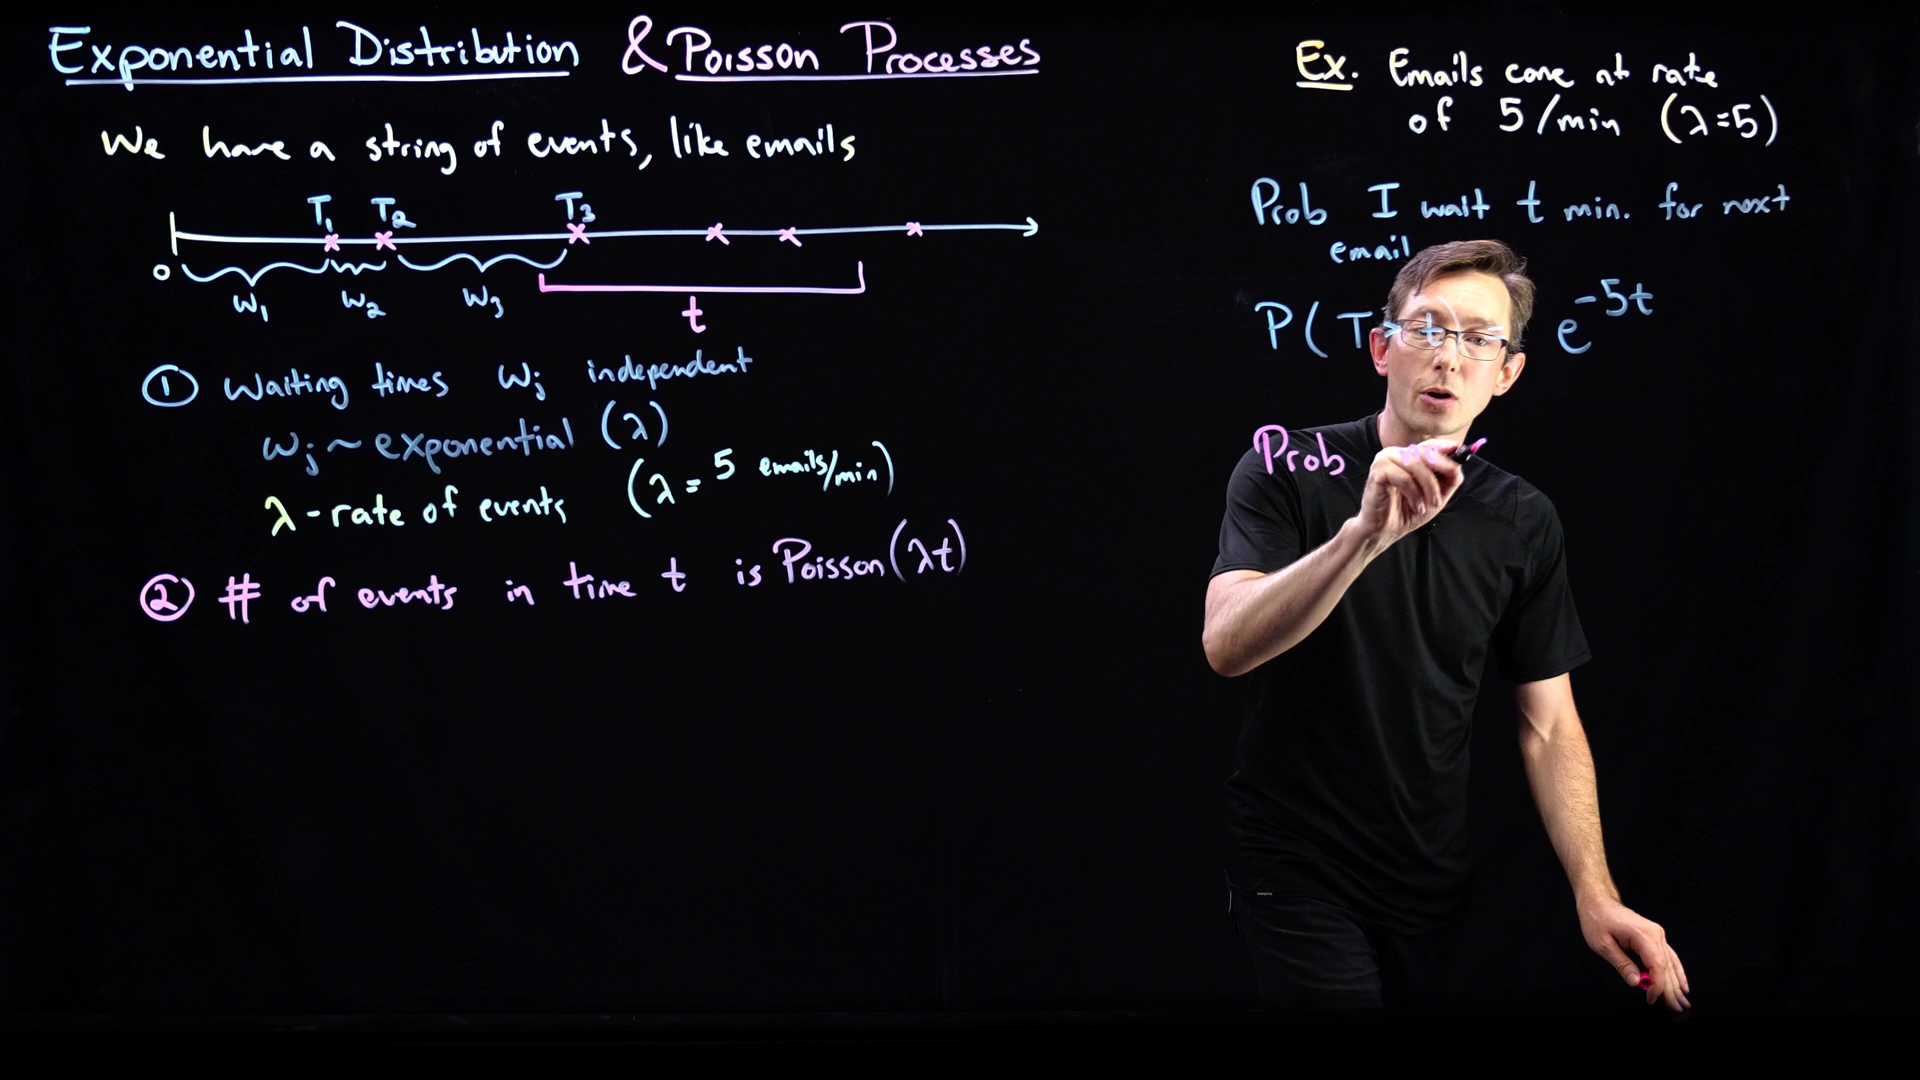 Exponential Distribution & Poisson Processes
We have a string of events, like emails
T1 T2 T3
0
W1 W2 W3
t
① Waiting times Wj independent
Wj ~ exponential (λ)
λ - rate of events (λ = 5 emails/min)
② # of events in time t is Poisson(λt)
Ex. Emails come at rate
of 5/min (λ=5)
Prob I wait t min. for next
email
P(T > t) = e^-5t
Prob